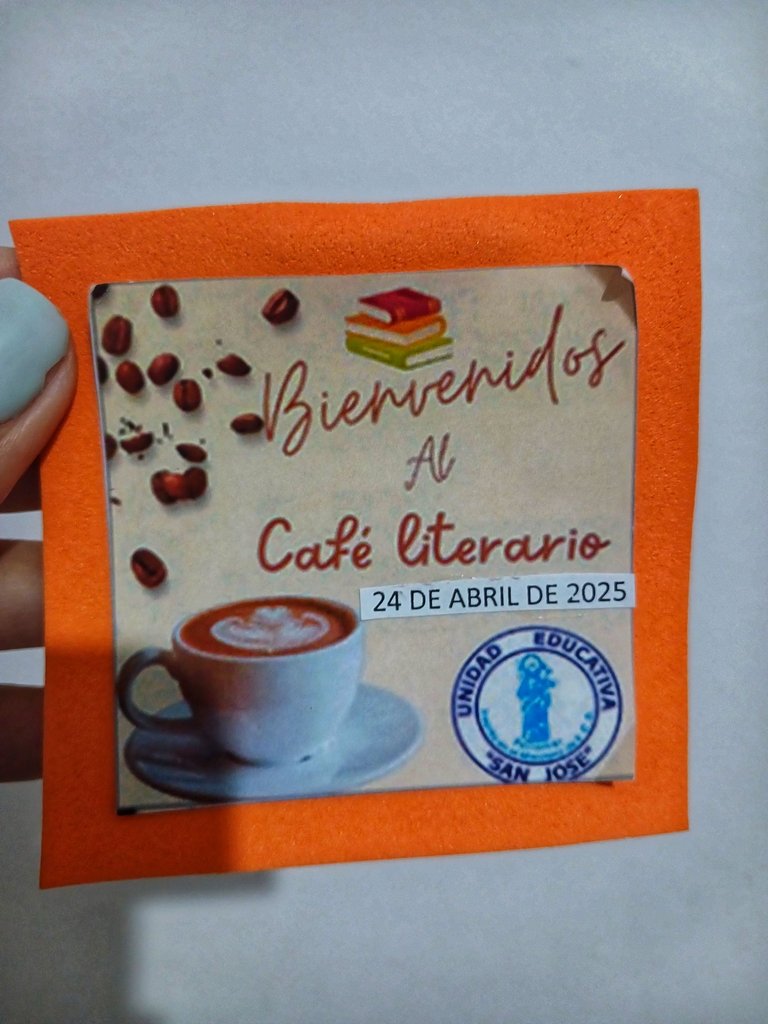 Bienvenidos
Al
Café literario
24 DE ABRIL DE 2025
UNIDAD EDUCATIVA
"SAN JOSE"